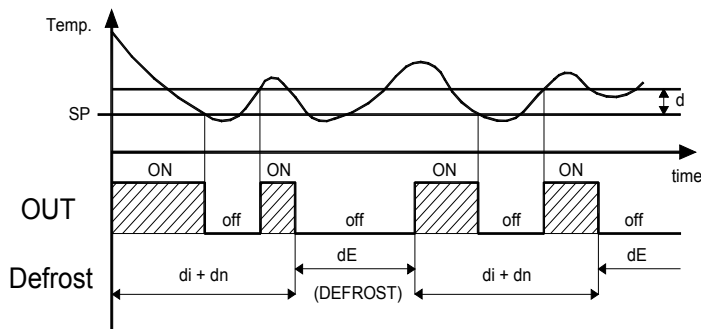 Temp.
d
SP
ON ON ON ON
time
OUT
off off off off
dE dE
Defrost di + dn di + dn
(DEFROST)